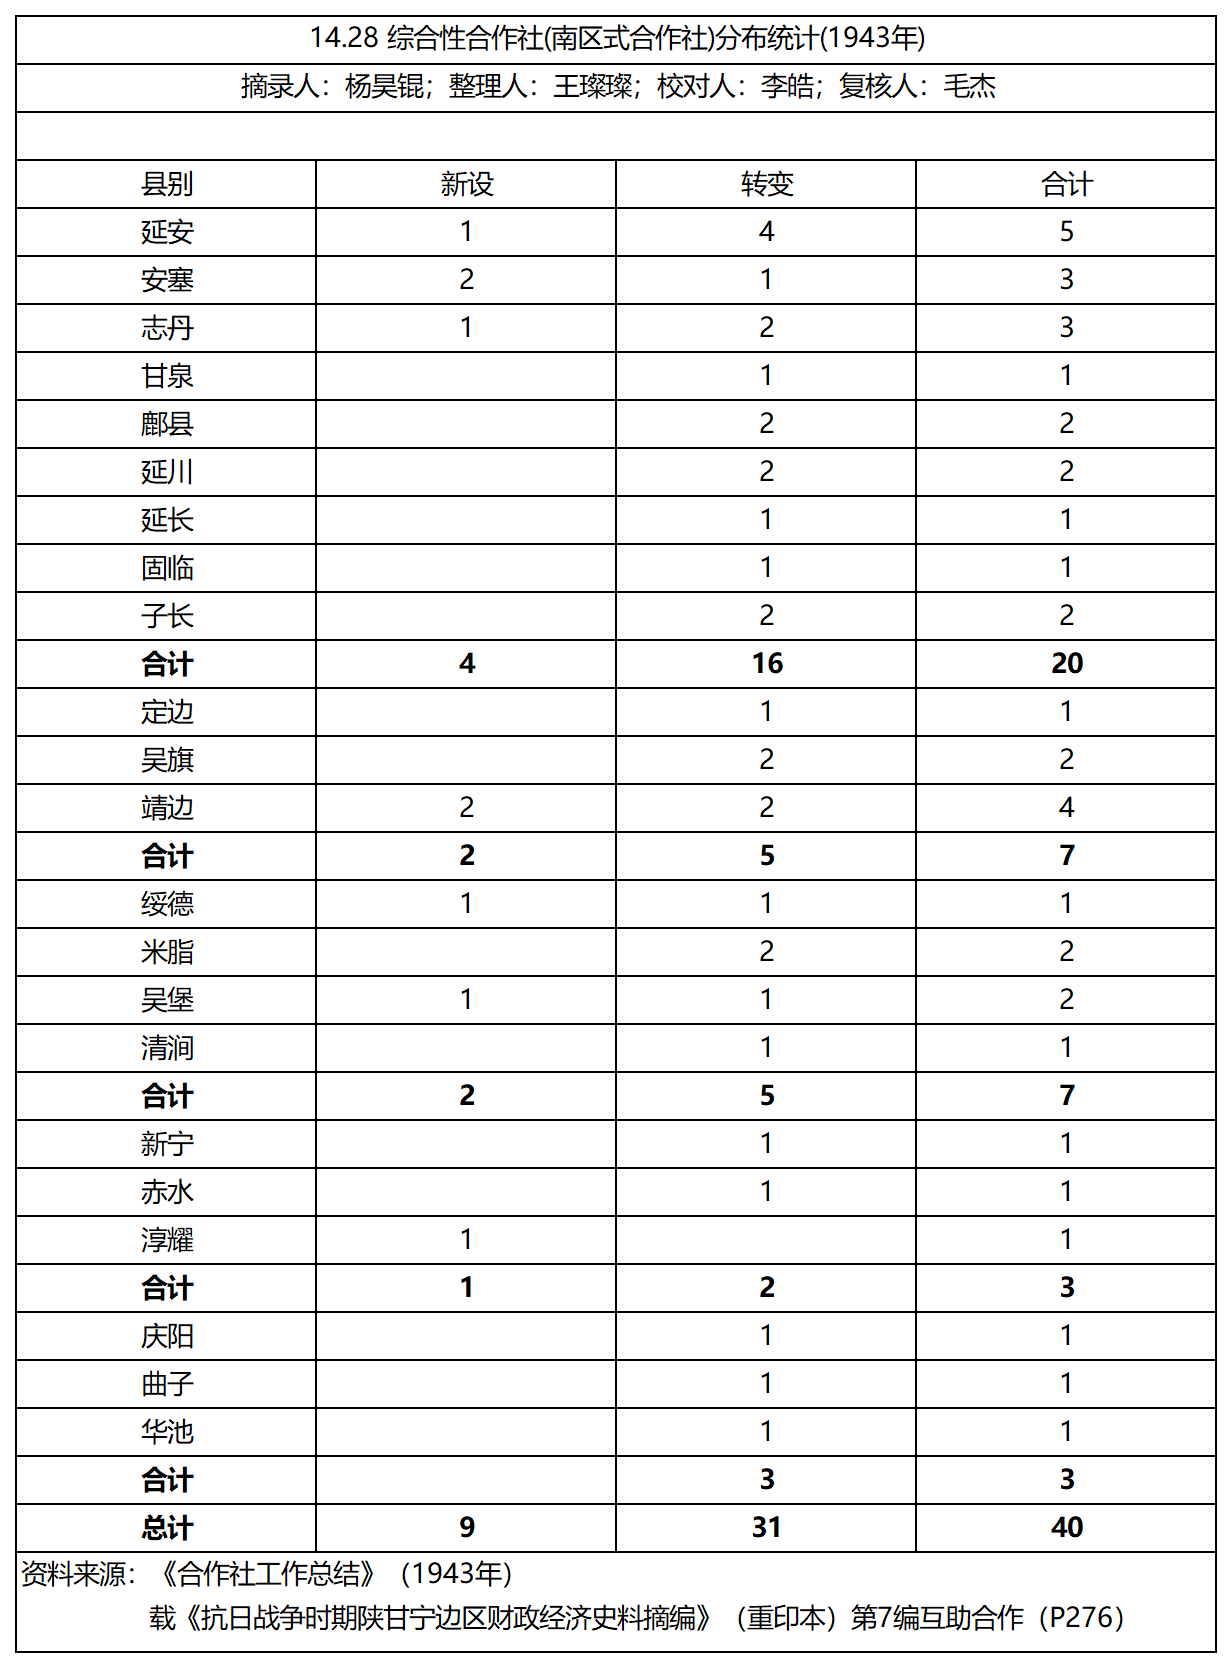 14.28 综合性合作社(南区式合作社)分布统计(1943年)
摘录人：杨昊锟；整理人：王璨璨；校对人：李皓；复核人：毛杰
县别 新设 转变 合计
延安 1 4 5
安塞 2 1 3
志丹 1 2 3
甘泉 1 1
鄜县 2 2
延川 2 2
延长 1 1
固临 1 1
子长 2 2
合计 4 16 20
定边 1 1
吴旗 2 2
靖边 2 2 4
合计 2 5 7
绥德 1 1 1
米脂 2 2
吴堡 1 1 2
清涧 1 1
合计 2 5 7
新宁 1 1
赤水 1 1
淳耀 1 1
合计 1 2 3
庆阳 1 1
曲子 1 1
华池 1 1
合计 3 3
总计 9 31 40
资料来源：《合作社工作总结》（1943年）
载《抗日战争时期陕甘宁边区财政经济史料摘编》（重印本）第7编互助合作（P276）